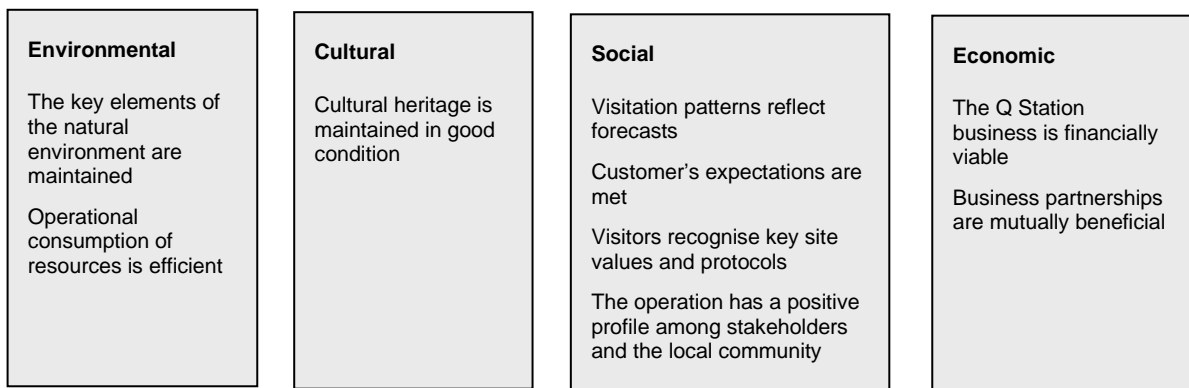 Environmental
The key elements of
the natural
environment are
maintained
Operational
consumption of
resources is efficient
Cultural
Cultural heritage is
maintained in good
condition
Social
Visitation patterns reflect
forecasts
Customer's expectations are
met
Visitors recognise key site
values and protocols
The operation has a positive
profile among stakeholders
and the local community
Economic
The Q Station
business is financially
viable
Business partnerships
are mutually beneficial